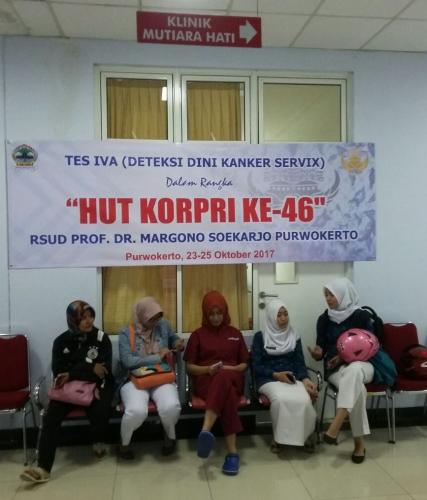 KLINIK
MUTIARA HATI
TES IVA (DETEKSI DINI KANKER SERVIX)
Dalam Rangka
“HUT KORPRI KE-46"
RSUD PROF. DR. MARGONO SOEKARJO PURWOKERTO
Purwokerto, 23-25 Oktober 2017